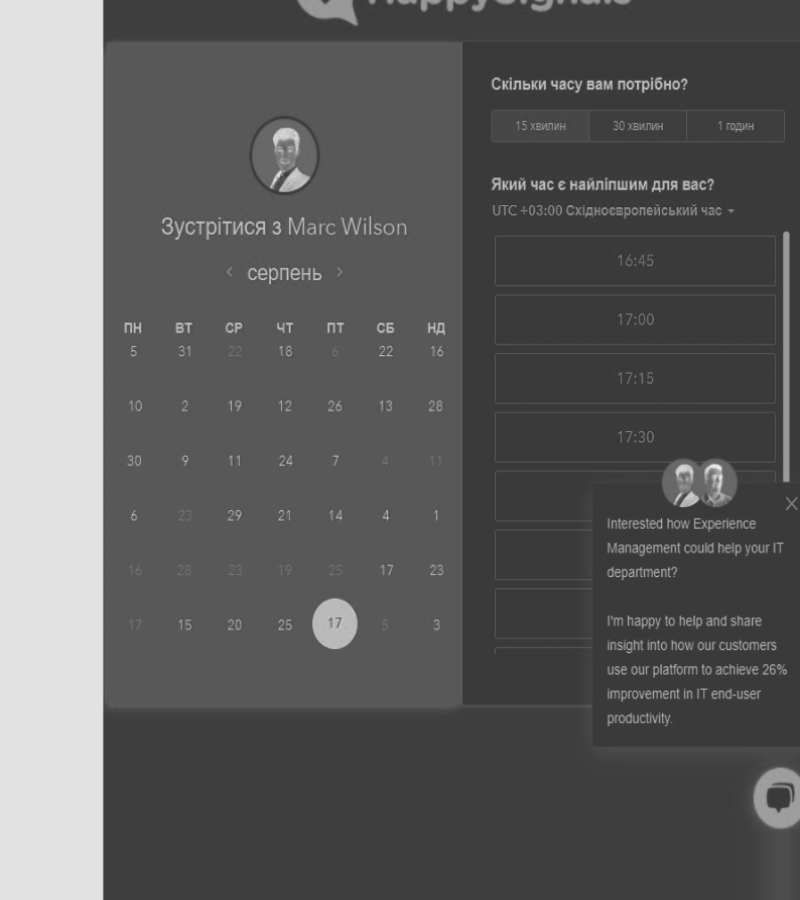 HappySignals
Зустрітися з Marc Wilson
серпень
ПН ВТ СР ЧТ ПТ СБ НД
5 31 22 18 6 22 16
10 2 19 12 26 13 28
30 9 11 24 7 4 11
6 23 29 21 14 4 1
16 28 23 19 25 17 23
17 15 20 25 17 5 3
Скільки часу вам потрібно?
15 хвилин 30 хвилин 1 годин
Який час є найліпшим для вас?
UTC +03:00 Східноєвропейський час
16:45
17:00
17:15
17:30
Interested how Experience
Management could help your IT
department?
I'm happy to help and share
insight into how our customers
use our platform to achieve 26%
improvement in IT end-user
productivity.